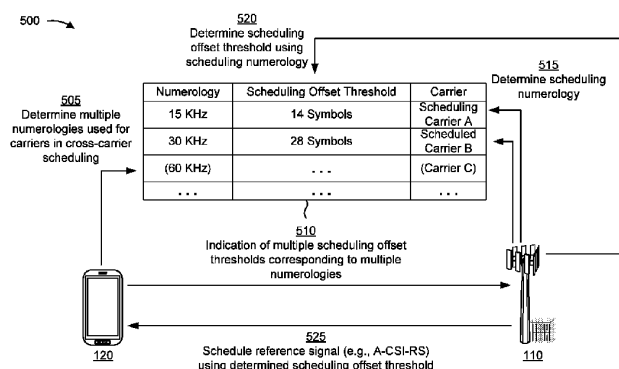 500
520
Determine scheduling
offset threshold using
scheduling numerology
515
Determine scheduling
numerology
505
Determine multiple
numerologies used for
carriers in cross-carrier
scheduling
Numerology Scheduling Offset Threshold Carrier
15 KHz 14 Symbols Scheduling
Carrier A
30 KHz 28 Symbols Scheduled
Carrier B
(60 KHz) . . . (Carrier C)
. . . . . . . . .
510
Indication of multiple scheduling offset
thresholds corresponding to multiple
numerologies
525
Schedule reference signal (e.g., A-CSI-RS)
using determined scheduling offset threshold
120
110